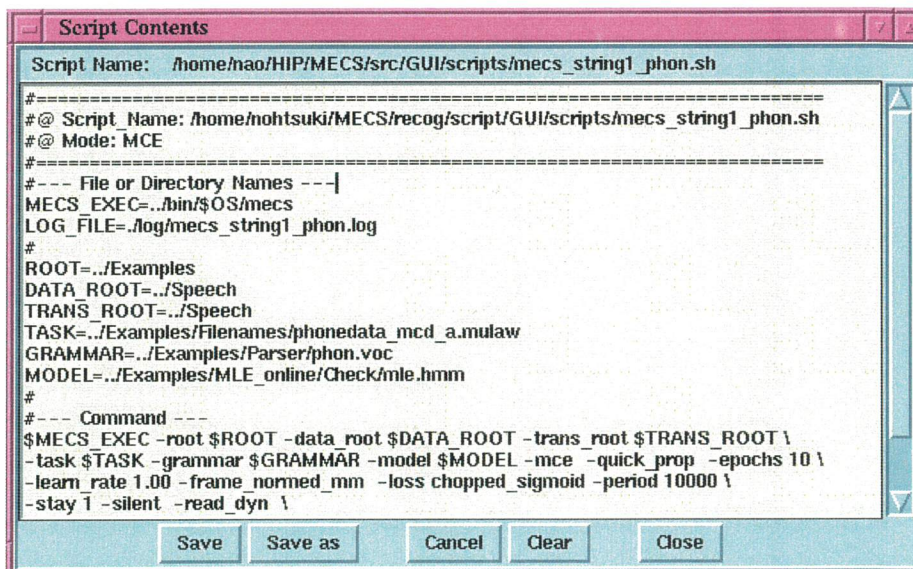 Script Contents
Script Name: /home/nao/HIP/MECS/src/GUI/scripts/mecs_string1_phon.sh
#==============================================================================
#@ Script_Name: /home/nohtsuki/MECS/recog/script/GUI/scripts/mecs_string1_phon.sh
#@ Mode: MCE
#==============================================================================
#---- File or Directory Names ---
MECS_EXEC=../bin/$OS/mecs
LOG_FILE=./log/mecs_string1_phon.log
#
ROOT=../Examples
DATA_ROOT=../Speech
TRANS_ROOT=../Speech
TASK=../Examples/Filenames/phonedata_mcd_a.mulaw
GRAMMAR=../Examples/Parser/phon.voc
MODEL=../Examples/MLE_online/Check/mle.hmm
#
#---- Command ---
$MECS_EXEC -root $ROOT -data_root $DATA_ROOT -trans_root $TRANS_ROOT \
-task $TASK -grammar $GRAMMAR -model $MODEL -mce -quick_prop -epochs 10 \
-learn_rate 1.00 -frame_normed_mm -loss chopped_sigmoid -period 10000 \
-stay 1 -silent -read_dyn \
Save Save as Cancel Clear Close